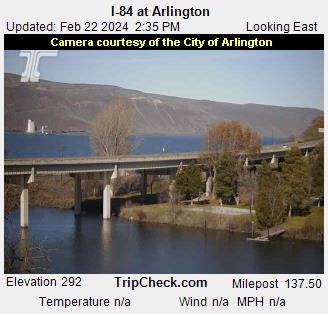 I-84 at Arlington
Updated: Feb 22 2024 2:35 PM Looking East
Camera courtesy of the City of Arlington
Elevation 292 TripCheck.com Milepost 137.50
Temperature n/a Wind n/a MPH n/a